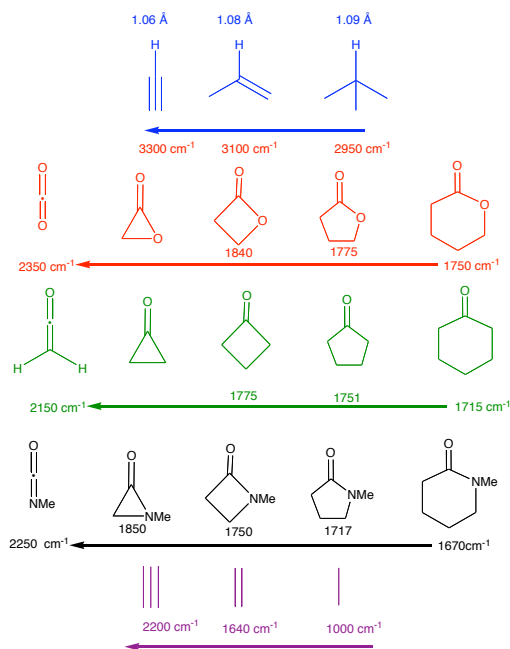 1.06 Å 1.08 Å 1.09 Å
H H H
3300 cm⁻¹ 3100 cm⁻¹ 2950 cm⁻¹
O O O O O
O O O O O
1840 1775
2350 cm⁻¹ 1750 cm⁻¹
O O O O O
H H
1775 1751
2150 cm⁻¹ 1715 cm⁻¹
O O O O O
NMe NMe NMe NMe NMe
1850 1750 1717
2250 cm⁻¹ 1670cm⁻¹
2200 cm⁻¹ 1640 cm⁻¹ 1000 cm⁻¹